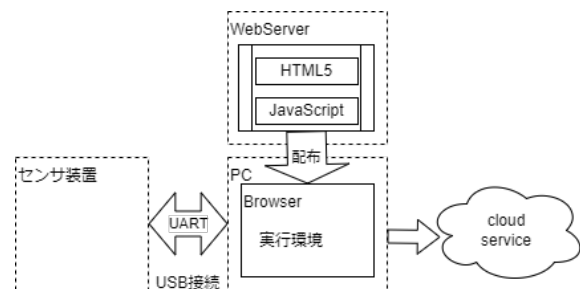 WebServer
HTML5
JavaScript
配布
センサ装置
PC
Browser
UART
実行環境
cloud
service
USB接続